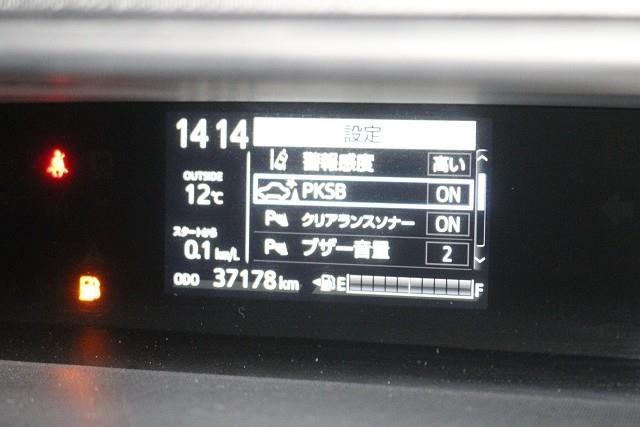 14 14
設定
警報感度 高い
OUTSIDE
12℃
PKSB ON
クリアランスソナー ON
スタートから
0.1 km/L
ブザー音量 2
ODO 37178 km
E F